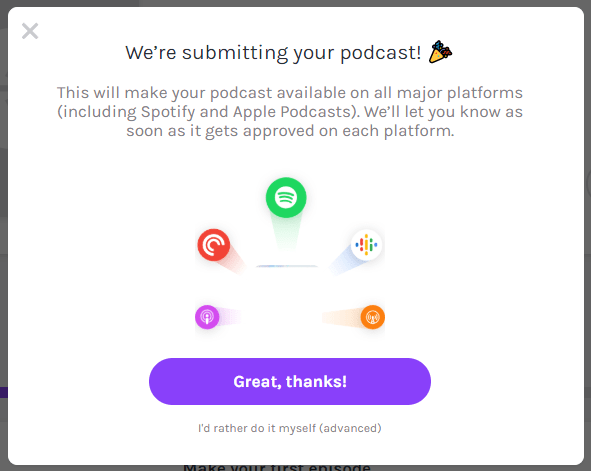 We're submitting your podcast!
This will make your podcast available on all major platforms
(including Spotify and Apple Podcasts). We'll let you know as
soon as it gets approved on each platform.
Great, thanks!
I'd rather do it myself (advanced)
Make your first episode